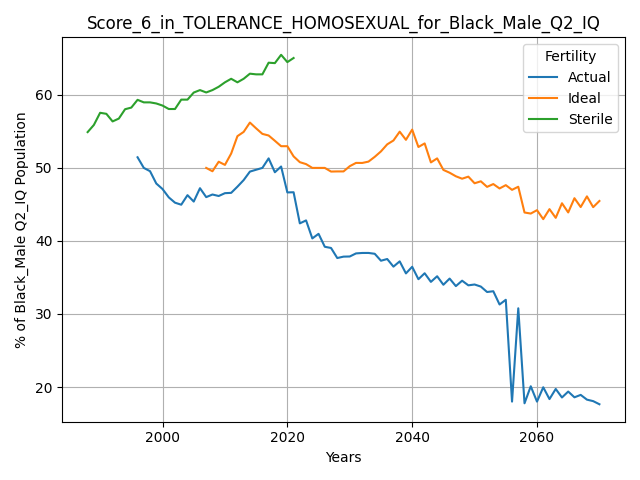 Score_6_in_TOLERANCE_HOMOSEXUAL_for_Black_Male_Q2_IQ
Fertility
Actual
Ideal
Sterile
% of Black_Male Q2_IQ Population
60
50
40
30
20
2000
2020
2040
2060
Years